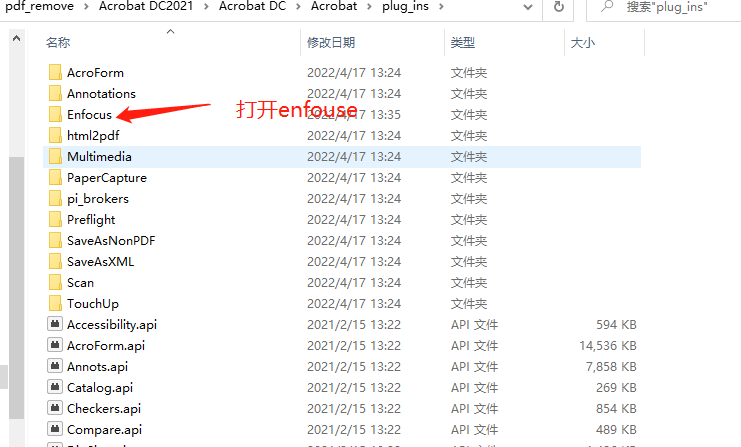 pdf_remove > Acrobat DC2021 > Acrobat DC > Acrobat > plug_ins > 搜索"plug_ins"
名称 修改日期 类型 大小
AcroForm 2022/4/17 13:24 文件夹
Annotations 2022/4/17 13:24 文件夹
Enfocus 打开enfouse 2022/4/17 13:35 文件夹
html2pdf 2022/4/17 13:24 文件夹
Multimedia 2022/4/17 13:24 文件夹
PaperCapture 2022/4/17 13:24 文件夹
pi_brokers 2022/4/17 13:24 文件夹
Preflight 2022/4/17 13:24 文件夹
SaveAsNonPDF 2022/4/17 13:24 文件夹
SaveAsXML 2022/4/17 13:24 文件夹
Scan 2022/4/17 13:24 文件夹
TouchUp 2022/4/17 13:24 文件夹
Accessibility.api 2021/2/15 13:22 API 文件 594 KB
AcroForm.api 2021/2/15 13:22 API 文件 14,536 KB
Annots.api 2021/2/15 13:22 API 文件 7,858 KB
Catalog.api 2021/2/15 13:22 API 文件 269 KB
Checkers.api 2021/2/15 13:22 API 文件 854 KB
Compare.api 2021/2/15 13:22 API 文件 489 KB